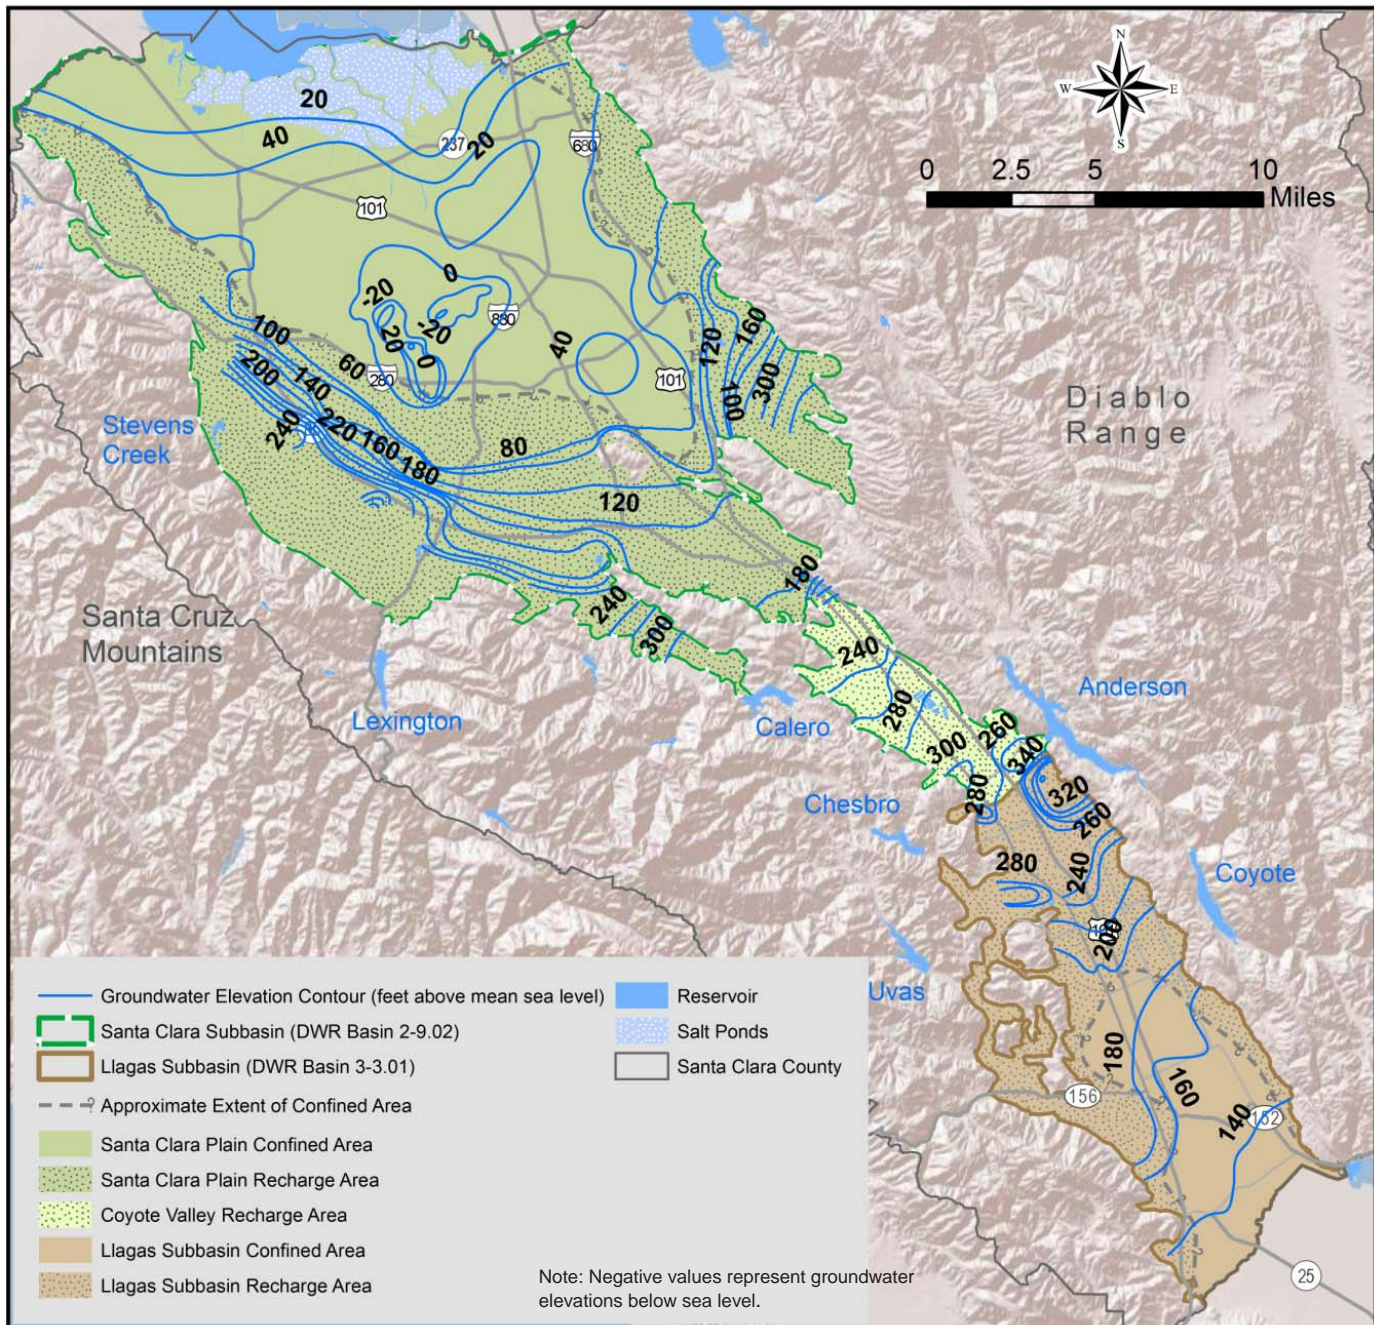 N
W
E
S
0
2.5
5
10
Miles
20
40
237
20
680
101
0
-20
-20
20
0
880
40
100
60
280
101
120
160
100
300
200
140
240
220
160
180
80
120
Stevens
Creek
Diablo
Range
Santa Cruz
Mountains
180
240
300
240
280
300
260
340
280
320
260
280
240
200
180
160
140
156
152
25
Lexington
Calero
Anderson
Chesbro
Coyote
Uvas
Groundwater Elevation Contour (feet above mean sea level)
Santa Clara Subbasin (DWR Basin 2-9.02)
Llagas Subbasin (DWR Basin 3-3.01)
Approximate Extent of Confined Area
Santa Clara Plain Confined Area
Santa Clara Plain Recharge Area
Coyote Valley Recharge Area
Llagas Subbasin Confined Area
Llagas Subbasin Recharge Area
Reservoir
Salt Ponds
Santa Clara County
Note: Negative values represent groundwater
elevations below sea level.